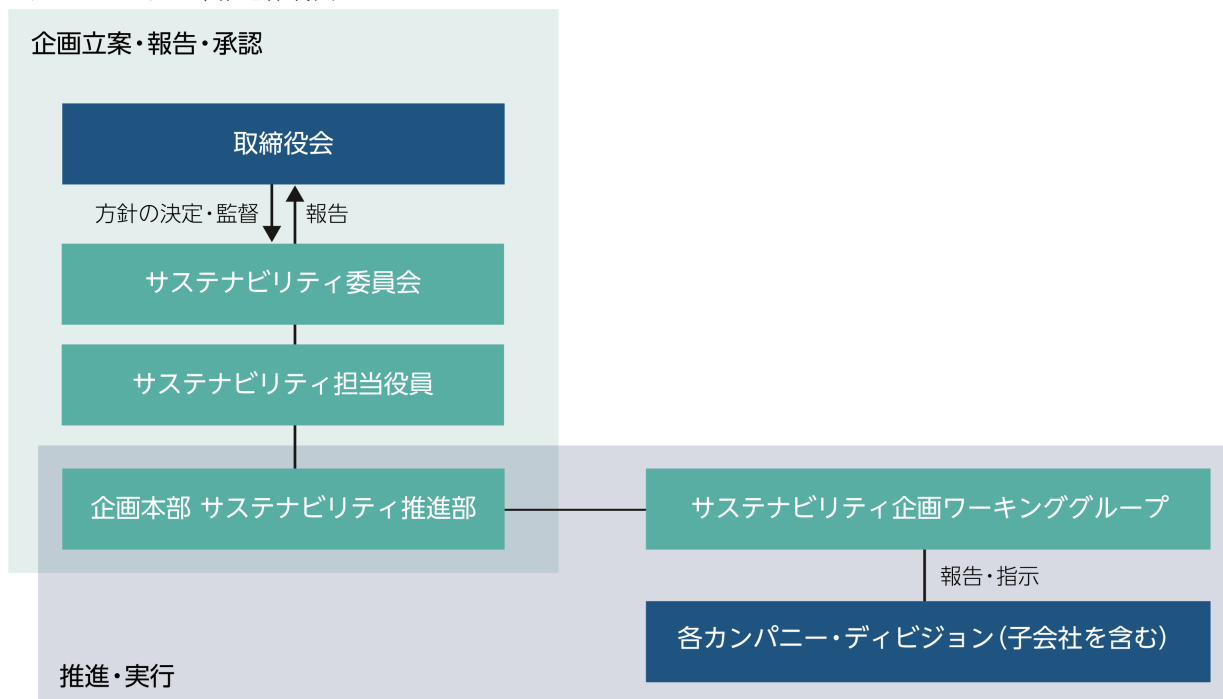 企画立案・報告・承認
取締役会
方針の決定・監督
報告
サステナビリティ委員会
サステナビリティ担当役員
企画本部 サステナビリティ推進部
サステナビリティ企画ワーキンググループ
報告・指示
各カンパニー・ディビジョン（子会社を含む）
推進・実行